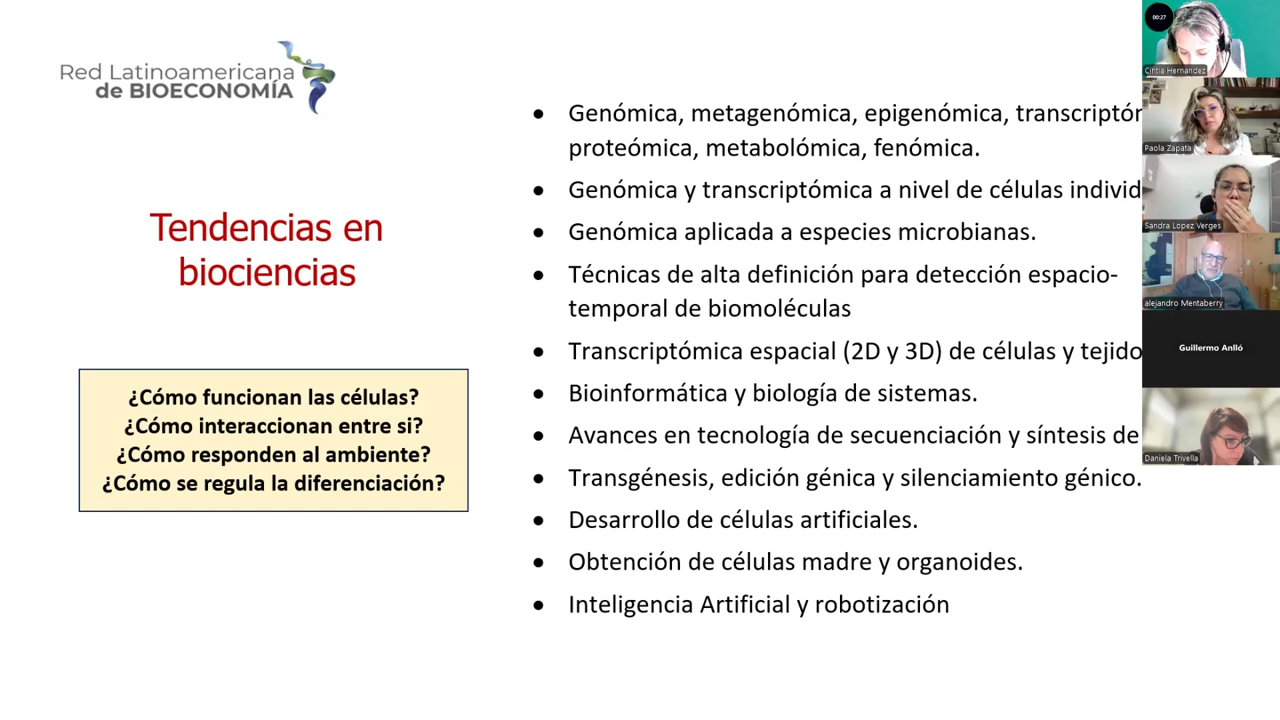 Red Latinoamericana
de BIOECONOMÍA
Tendencias en
biociencias
¿Cómo funcionan las células?
¿Cómo interaccionan entre si?
¿Cómo responden al ambiente?
¿Cómo se regula la diferenciación?
• Genómica, metagenómica, epigenómica,
proteómica, metabolómica, fenómica.
• Genómica y transcriptómica a nivel de células
• Genómica aplicada a especies microbianas.
• Técnicas de alta definición para detección espacio-
temporal de biomoléculas
• Transcriptómica espacial (2D y 3D) de células y
• Bioinformática y biología de sistemas.
• Avances en tecnología de secuenciación y síntesis de
• Transgénesis, edición génica y silenciamiento génico.
• Desarrollo de células artificiales.
• Obtención de células madre y organoides.
• Inteligencia Artificial y robotización
00:27
Cintia Hernandez
Paola Zapata
Sandra Lopez Verges
alejandro Mentaberry
Guillermo Anlló
Daniela Trivella